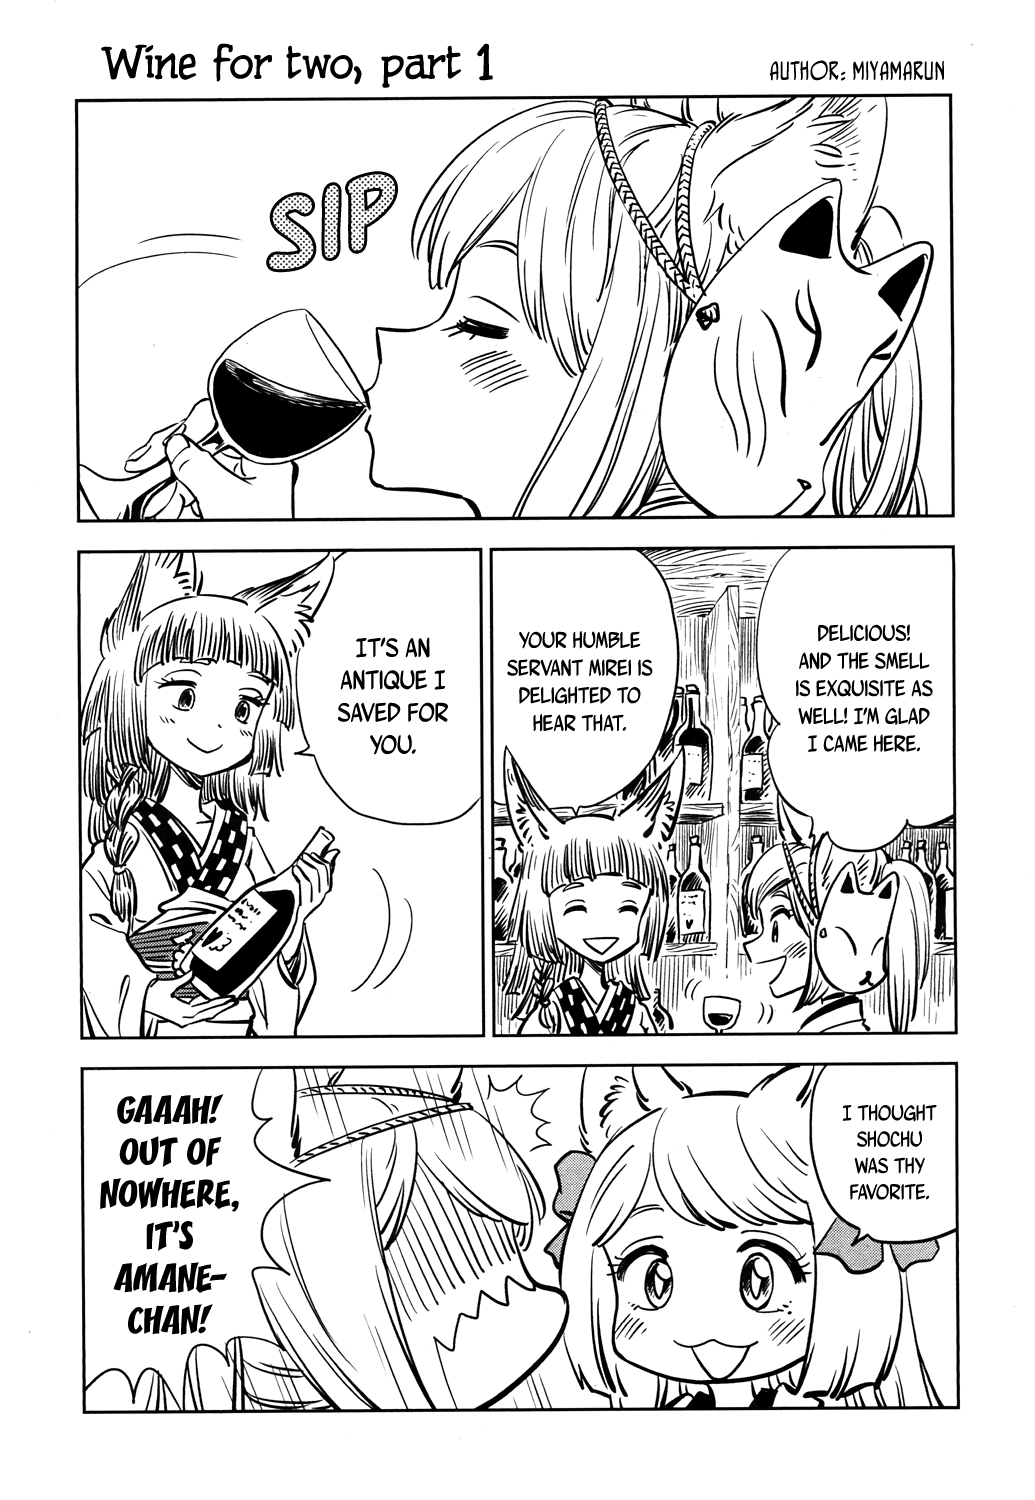 Wine for two, part 1
AUTHOR: MIYAMARUN
SIP
DELICIOUS!
AND THE SMELL
IS EXQUISITE AS
WELL! I'M GLAD
I CAME HERE.
YOUR HUMBLE
SERVANT MIREI IS
DELIGHTED TO
HEAR THAT.
IT'S AN
ANTIQUE I
SAVED FOR
YOU.
I THOUGHT
SHOCHU
WAS THY
FAVORITE.
GAAAH!
OUT OF
NOWHERE,
IT'S
AMANE-
CHAN!